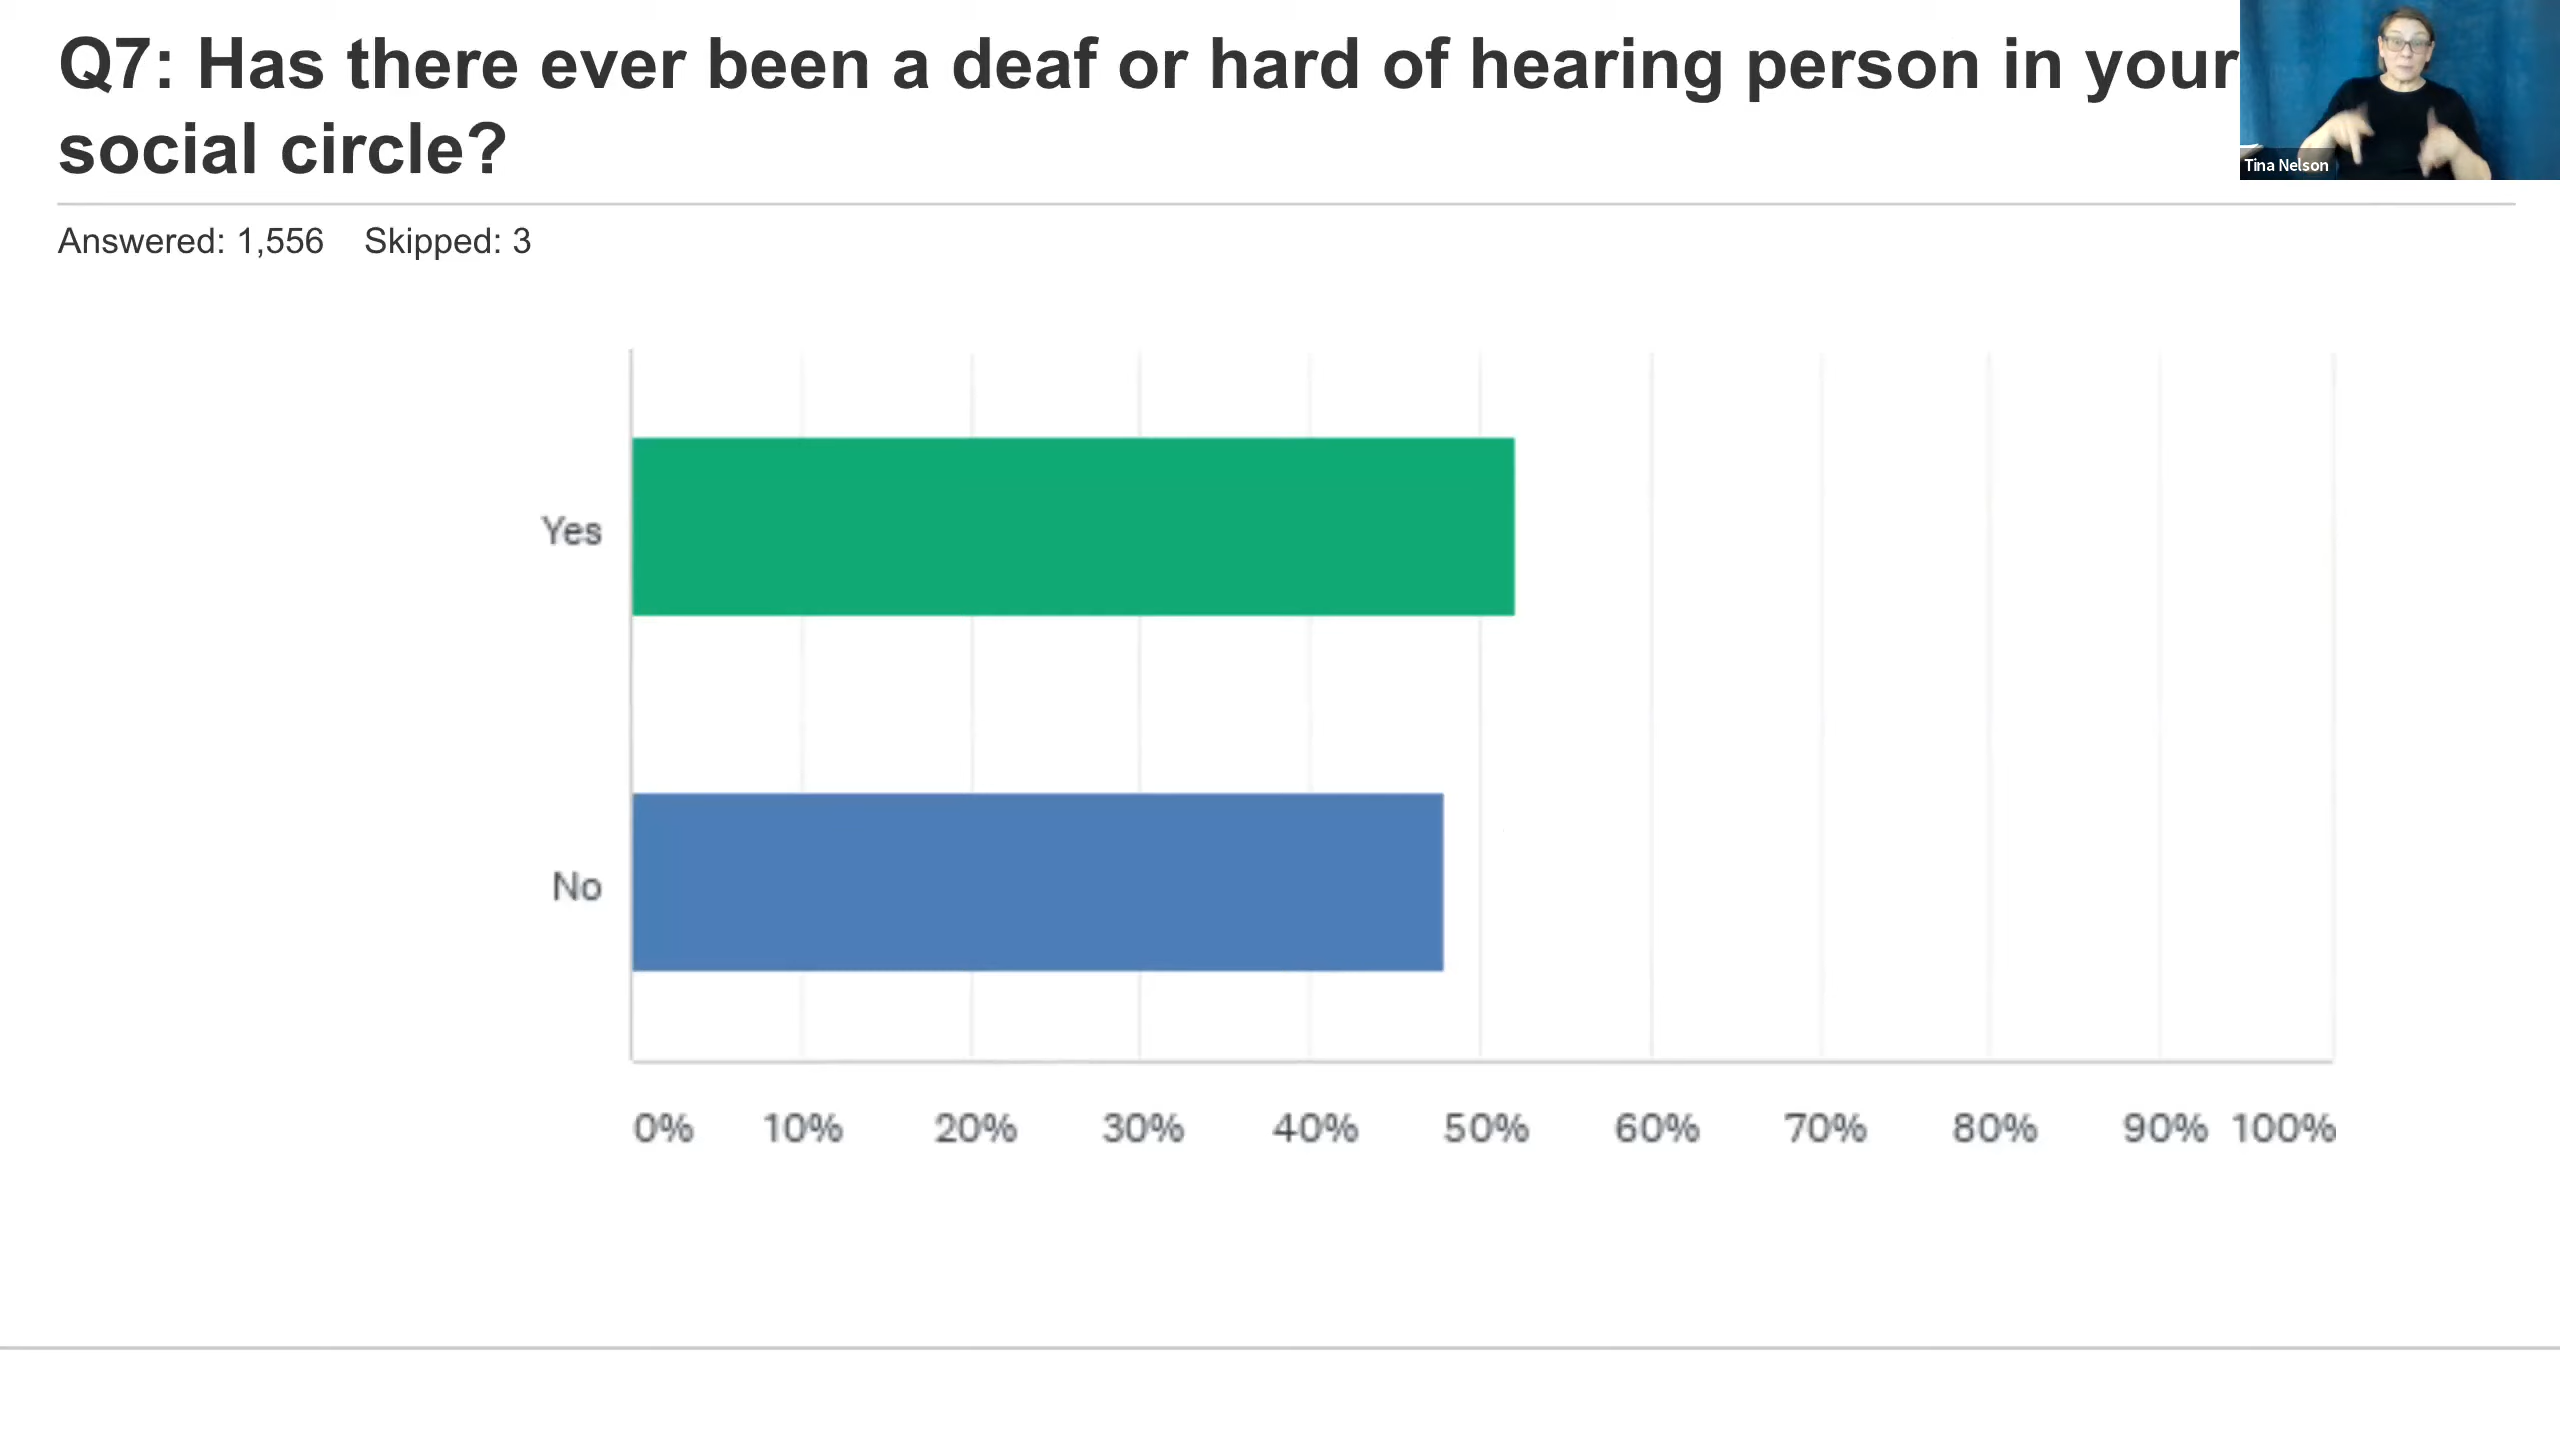 Q7: Has there ever been a deaf or hard of hearing person in your
social circle?
Tina Nelson
Answered: 1,556 Skipped: 3
Yes
No
0% 10% 20% 30% 40% 50% 60% 70% 80% 90% 100%